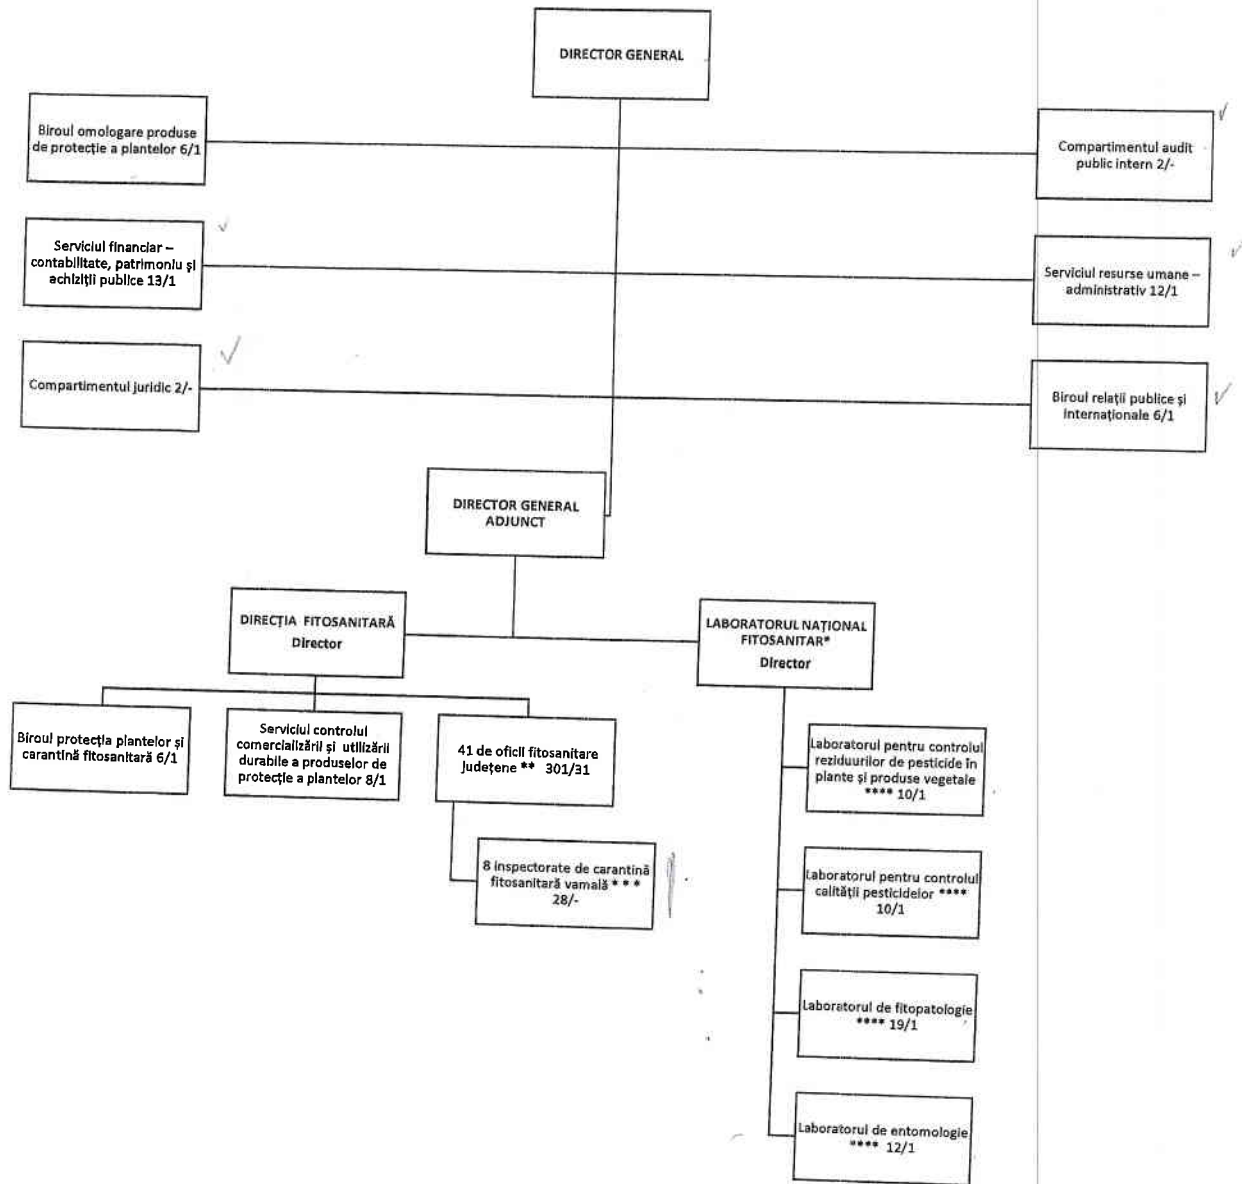 DIRECTOR GENERAL
Biroul omologare produse
de protecție a plantelor 6/1
Compartimentul audit
public intern 2/-
Serviciul financiar –
contabilitate, patrimoniu și
achiziții publice 13/1
Serviciul resurse umane –
administrativ 12/1
Compartimentul juridic 2/-
Biroul relații publice și
internaționale 6/1
DIRECTOR GENERAL
ADJUNCT
DIRECȚIA FITOSANITARĂ
Director
LABORATORUL NAȚIONAL
FITOSANITAR*
Director
Biroul protecția plantelor și
carantină fitosanitară 6/1
Serviciul controlul
comercializării și utilizării
durabile a produselor de
protecție a plantelor 8/1
41 de oficii fitosanitare
județene ** 301/31
8 inspectorate de carantină
fitosanitară vamală * * *
28/-
Laboratorul pentru controlul
reziduurilor de pesticide în
plante și produse vegetale
**** 10/1
Laboratorul pentru controlul
calității pesticidelor ****
10/1
Laboratorul de fitopatologie
**** 19/1
Laboratorul de entomologie
**** 12/1